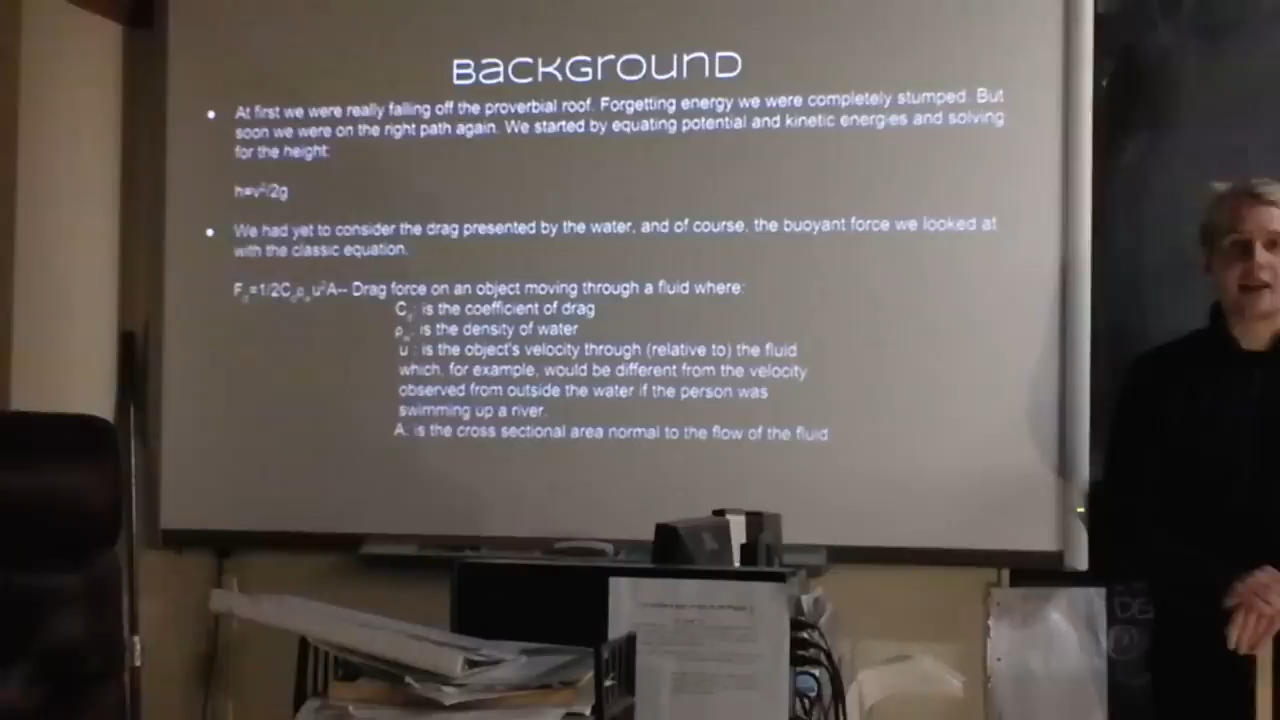 Background
• At first we were really falling off the proverbial roof. Forgetting energy we were completely stumped. But
soon we were on the right path again. We started by equating potential and kinetic energies and solving
for the height:
h=v²/2g
• We had yet to consider the drag presented by the water, and of course, the buoyant force we looked at
with the classic equation.
F_d=1/2C_dρ_wu²A-- Drag force on an object moving through a fluid where:
C_d: is the coefficient of drag
ρ_w: is the density of water
u : is the object's velocity through (relative to) the fluid
which, for example, would be different from the velocity
observed from outside the water if the person was
swimming up a river.
A: is the cross sectional area normal to the flow of the fluid
DE